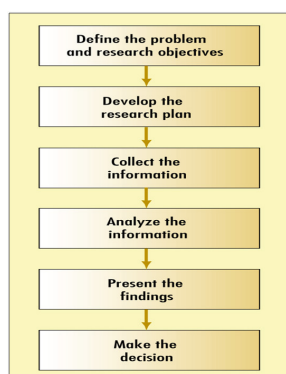 Define the problem
and research objectives
Develop the
research plan
Collect the
information
Analyze the
information
Present the
findings
Make the
decision